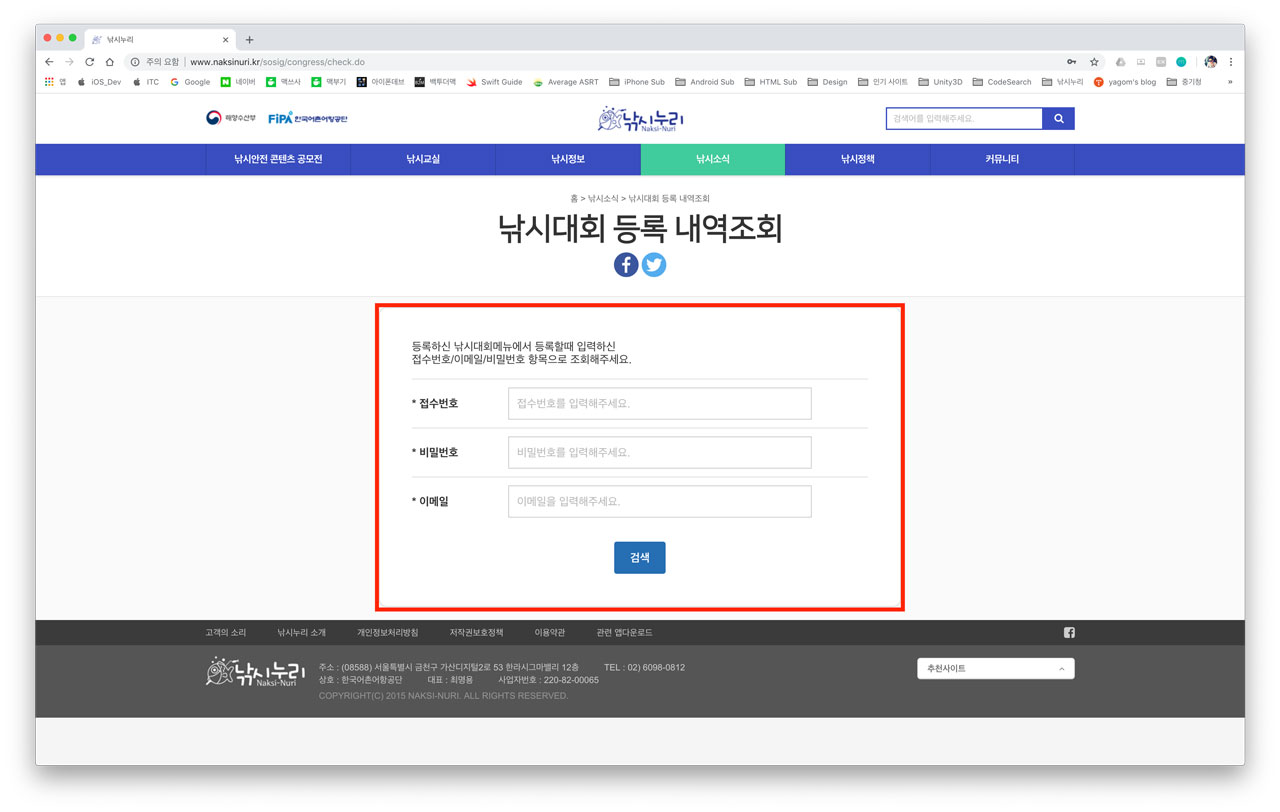 낚시누리
주의 요함 | www.naksinuri.kr/sosig/congress/check.do
앱 iOS_Dev ITC Google 네이버 맥쓰사 맥부기 아이폰데브 백투더맥 Swift Guide Average ASRT iPhone Sub Android Sub HTML Sub Design 인기 사이트 Unity3D CodeSearch 낚시누리 yagom's blog 중기청 »
해양수산부 FiPA 한국어촌어항공단 낚시누리 Naksi-Nuri 검색어를 입력해주세요.
낚시안전 콘텐츠 공모전 낚시교실 낚시정보 낚시소식 낚시정책 커뮤니티
홈 > 낚시소식 > 낚시대회 등록 내역조회
낚시대회 등록 내역조회
등록하신 낚시대회메뉴에서 등록할때 입력하신
접수번호/이메일/비밀번호 항목으로 조회해주세요.
* 접수번호 접수번호를 입력해주세요.
* 비밀번호 비밀번호를 입력해주세요.
* 이메일 이메일을 입력해주세요.
검색
고객의 소리 낚시누리 소개 개인정보처리방침 저작권보호정책 이용약관 관련 앱다운로드
낚시누리 Naksi-Nuri
주소 : (08588) 서울특별시 금천구 가산디지털2로 53 한라시그마밸리 12층 TEL : 02) 6098-0812
상호 : 한국어촌어항공단 대표 : 최명용 사업자번호 : 220-82-00065
COPYRIGHT(C) 2015 NAKSI-NURI. ALL RIGHTS RESERVED.
추천사이트